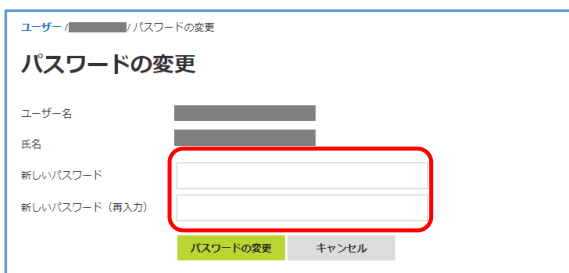 ユーザー / / パスワードの変更
パスワードの変更
ユーザー名
氏名
新しいパスワード
新しいパスワード（再入力）
パスワードの変更 キャンセル